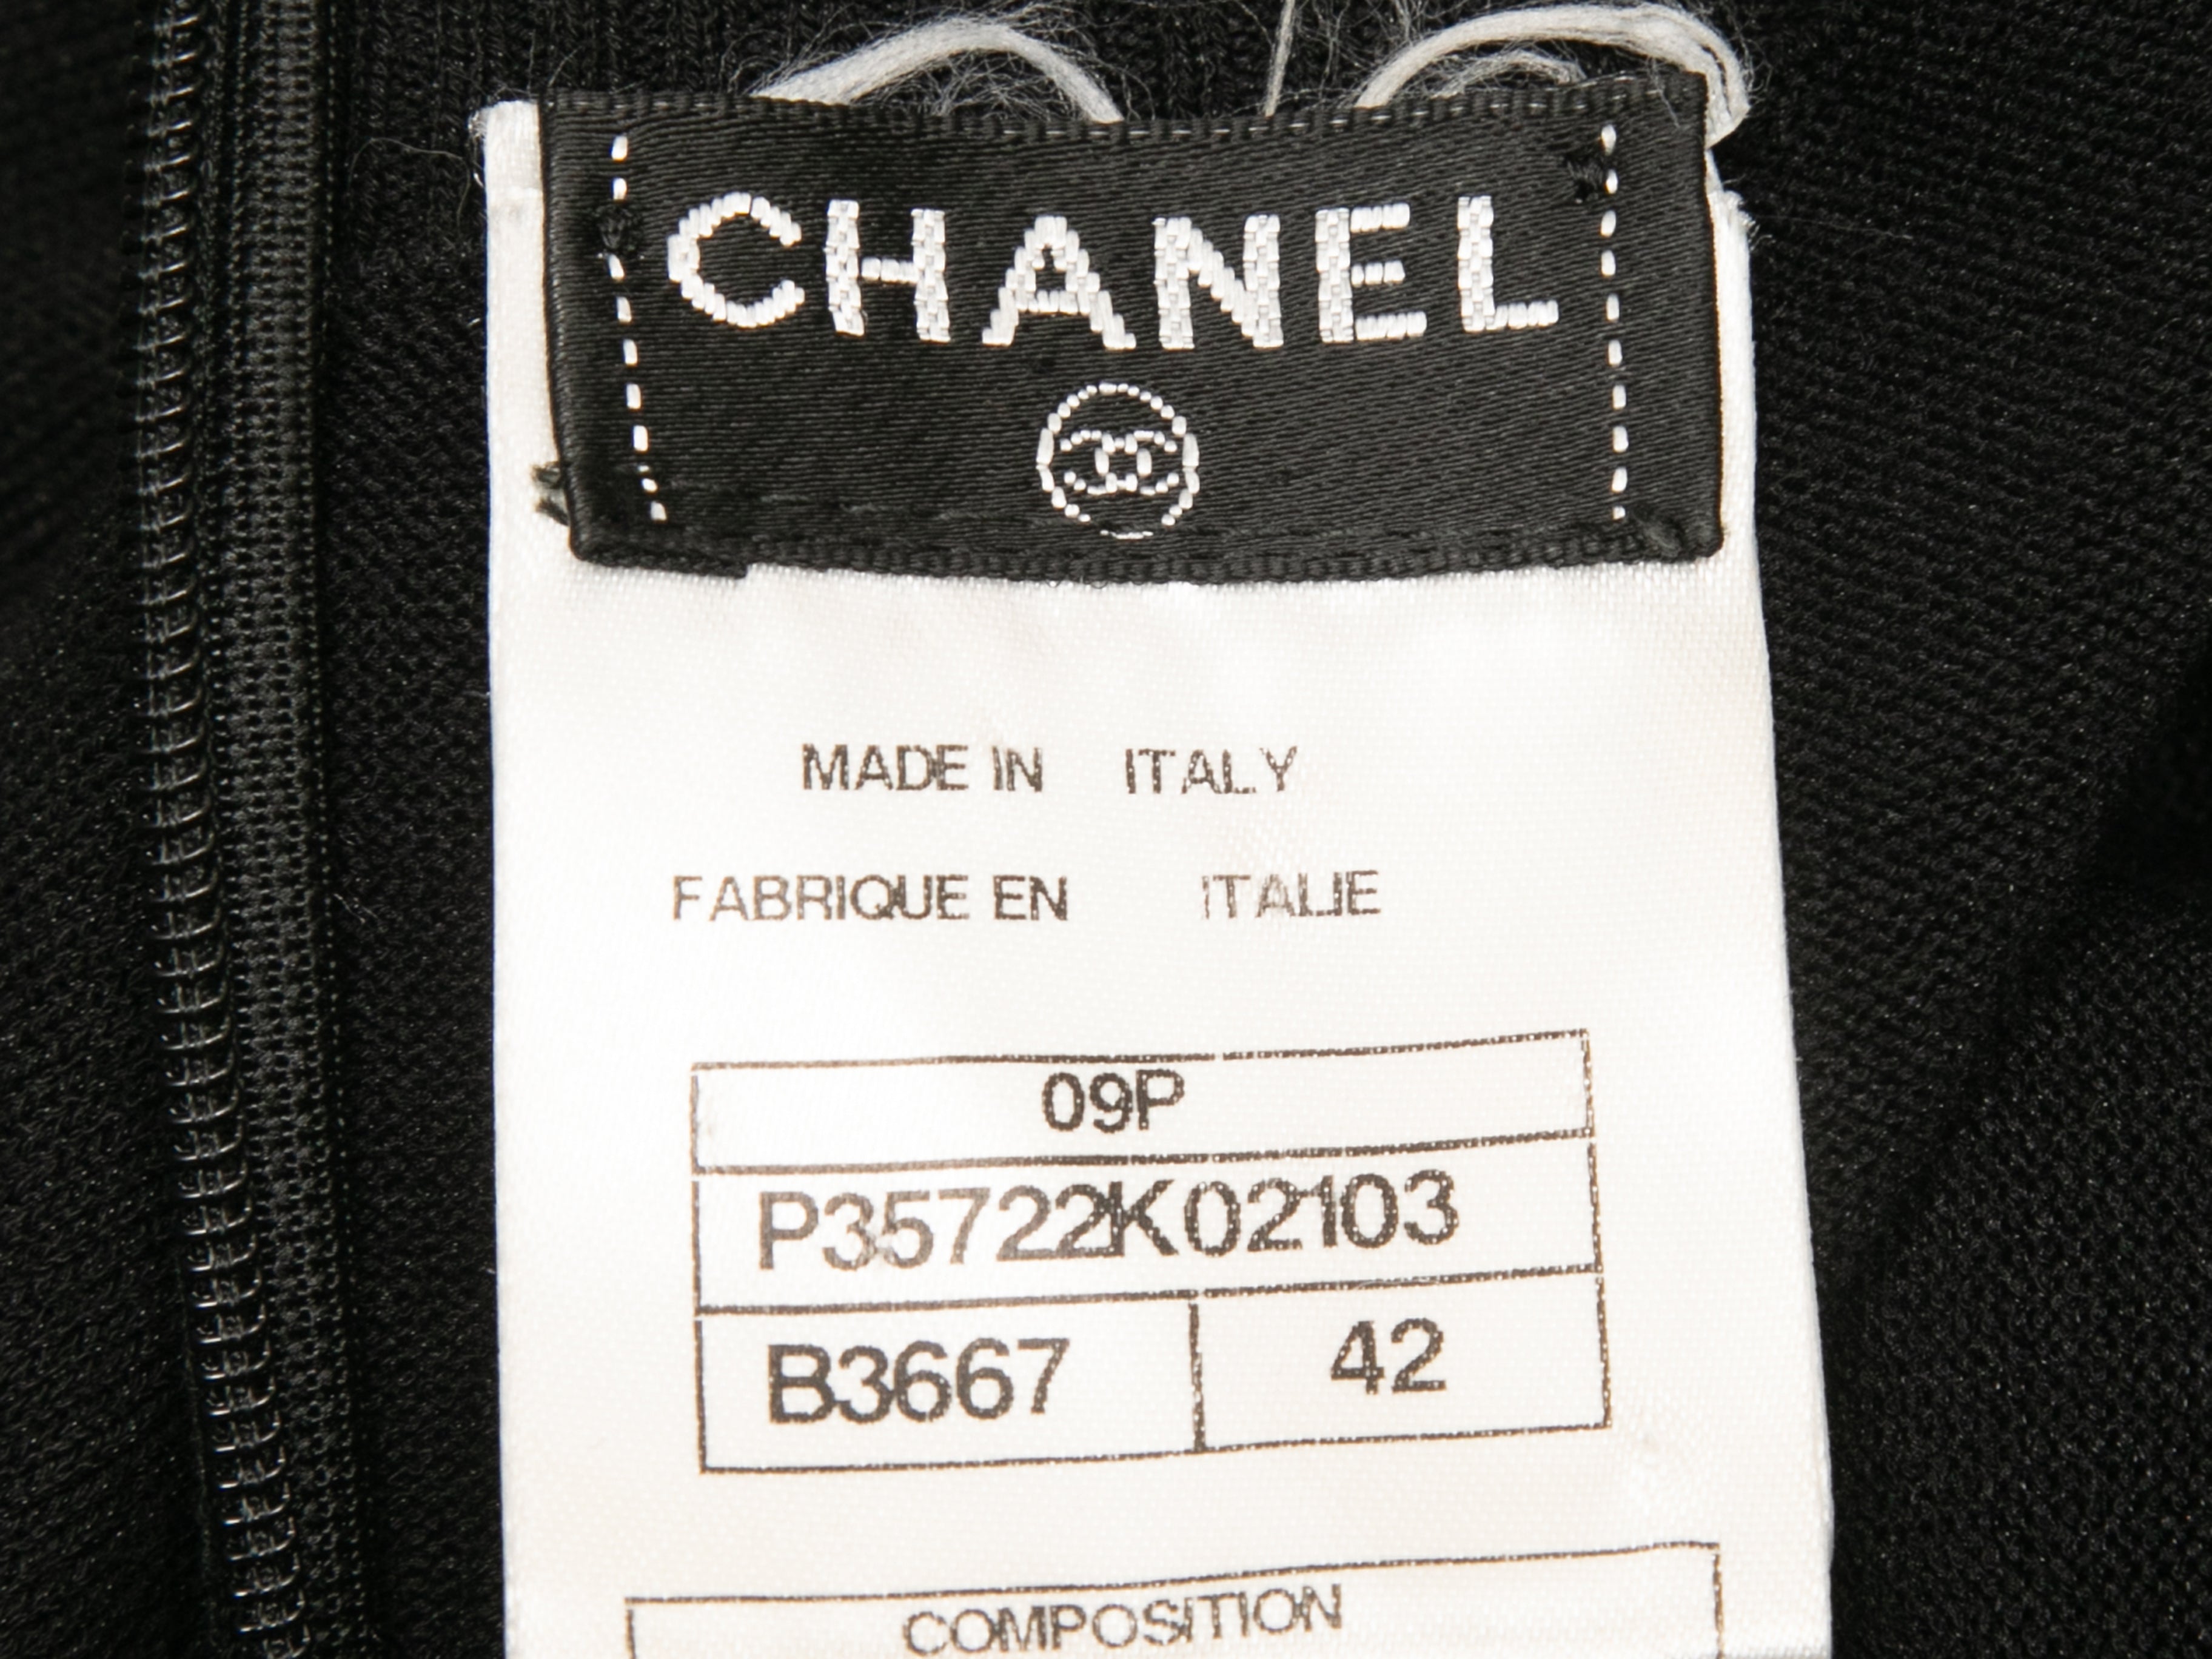 CHANEL
MADE IN ITALY
FABRIQUE EN ITALIE
09P
P35722K02103
B3667 42
COMPOSITION